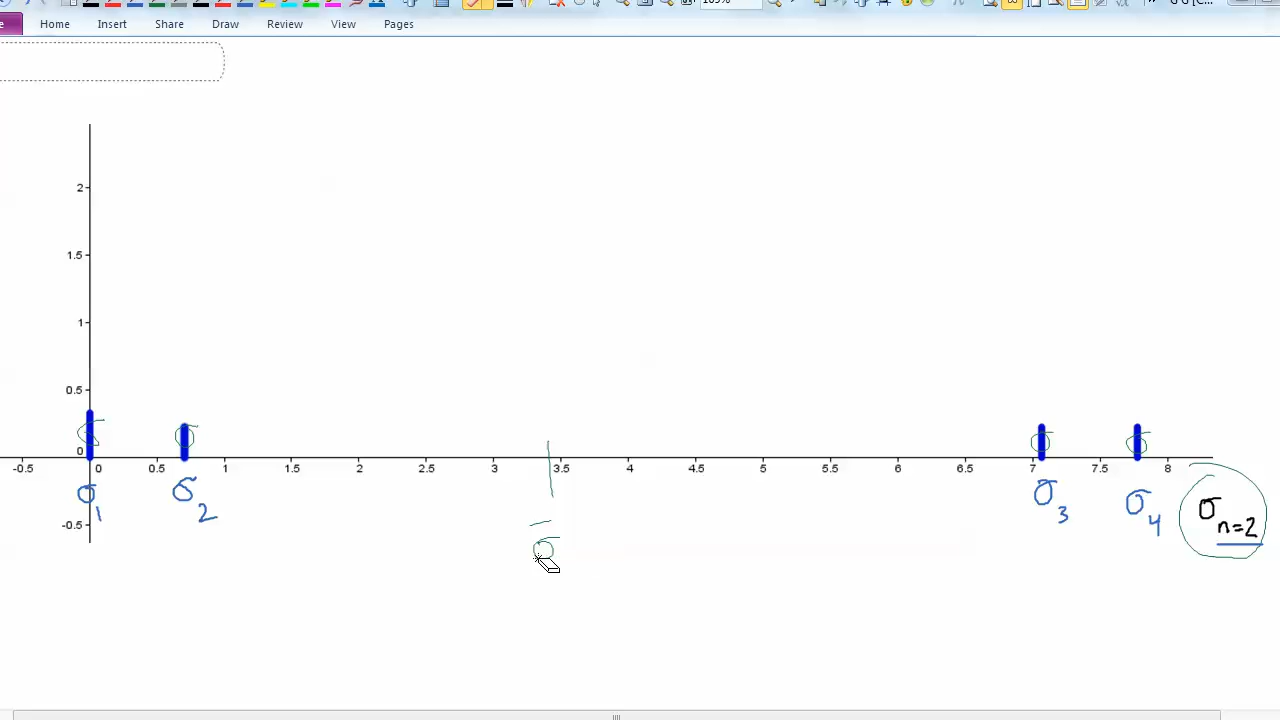 Home Insert Share Draw Review View Pages
2
1.5
1
0.5
0
-0.5
-0.5 0 0.5 1 1.5 2 2.5 3 3.5 4 4.5 5 5.5 6 6.5 7 7.5 8
σ σ σ σ
σ₁ σ₂ σ₃ σ₄
σ n=2
σ̄